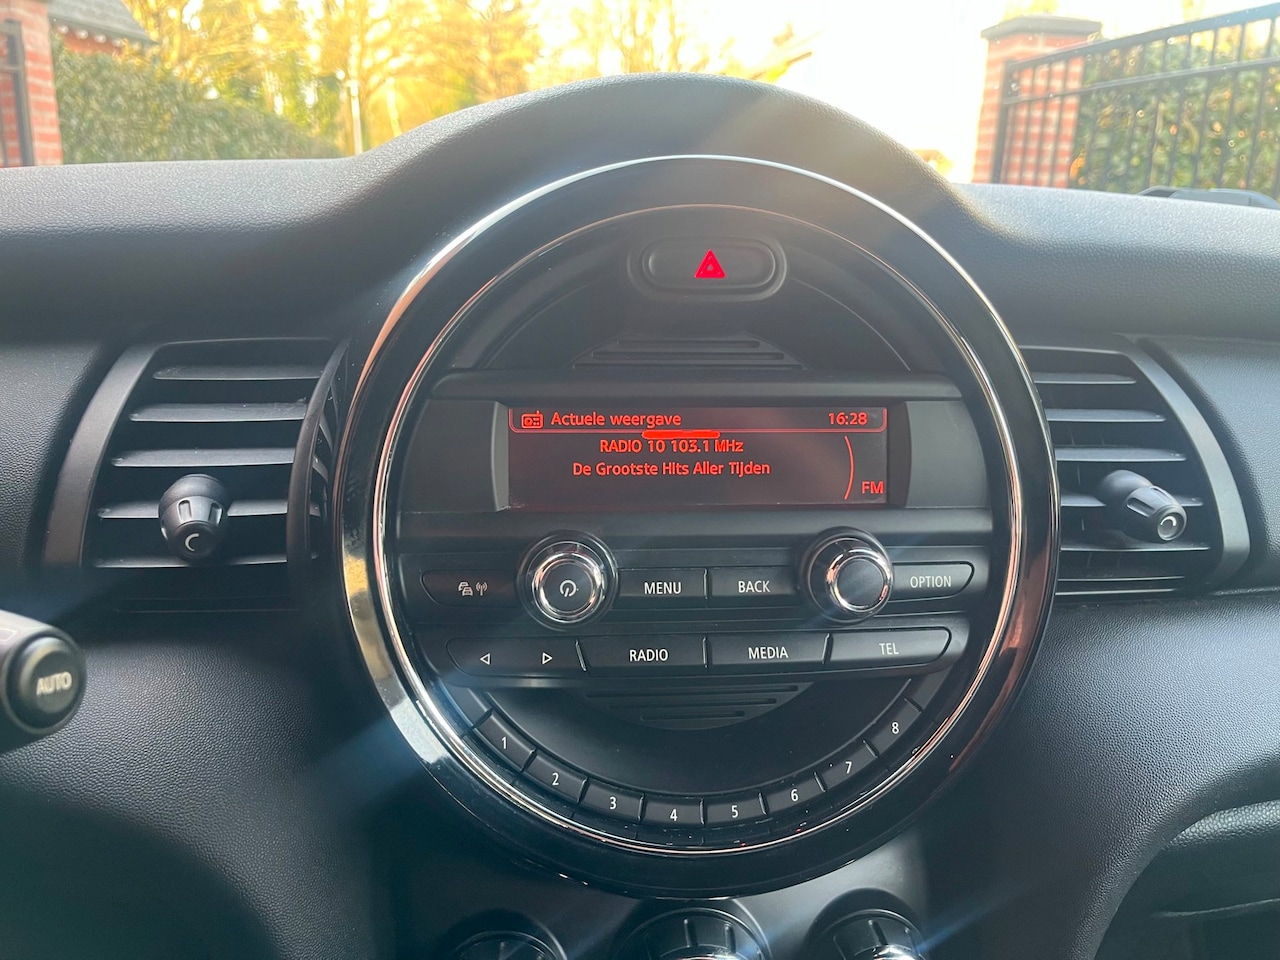 Actuele weergave 16:28
RADIO 10 103.1 MHz
De Grootste Hits Aller Tijden
FM
MENU BACK OPTION
RADIO MEDIA TEL
AUTO
1 2 3 4 5 6 7 8